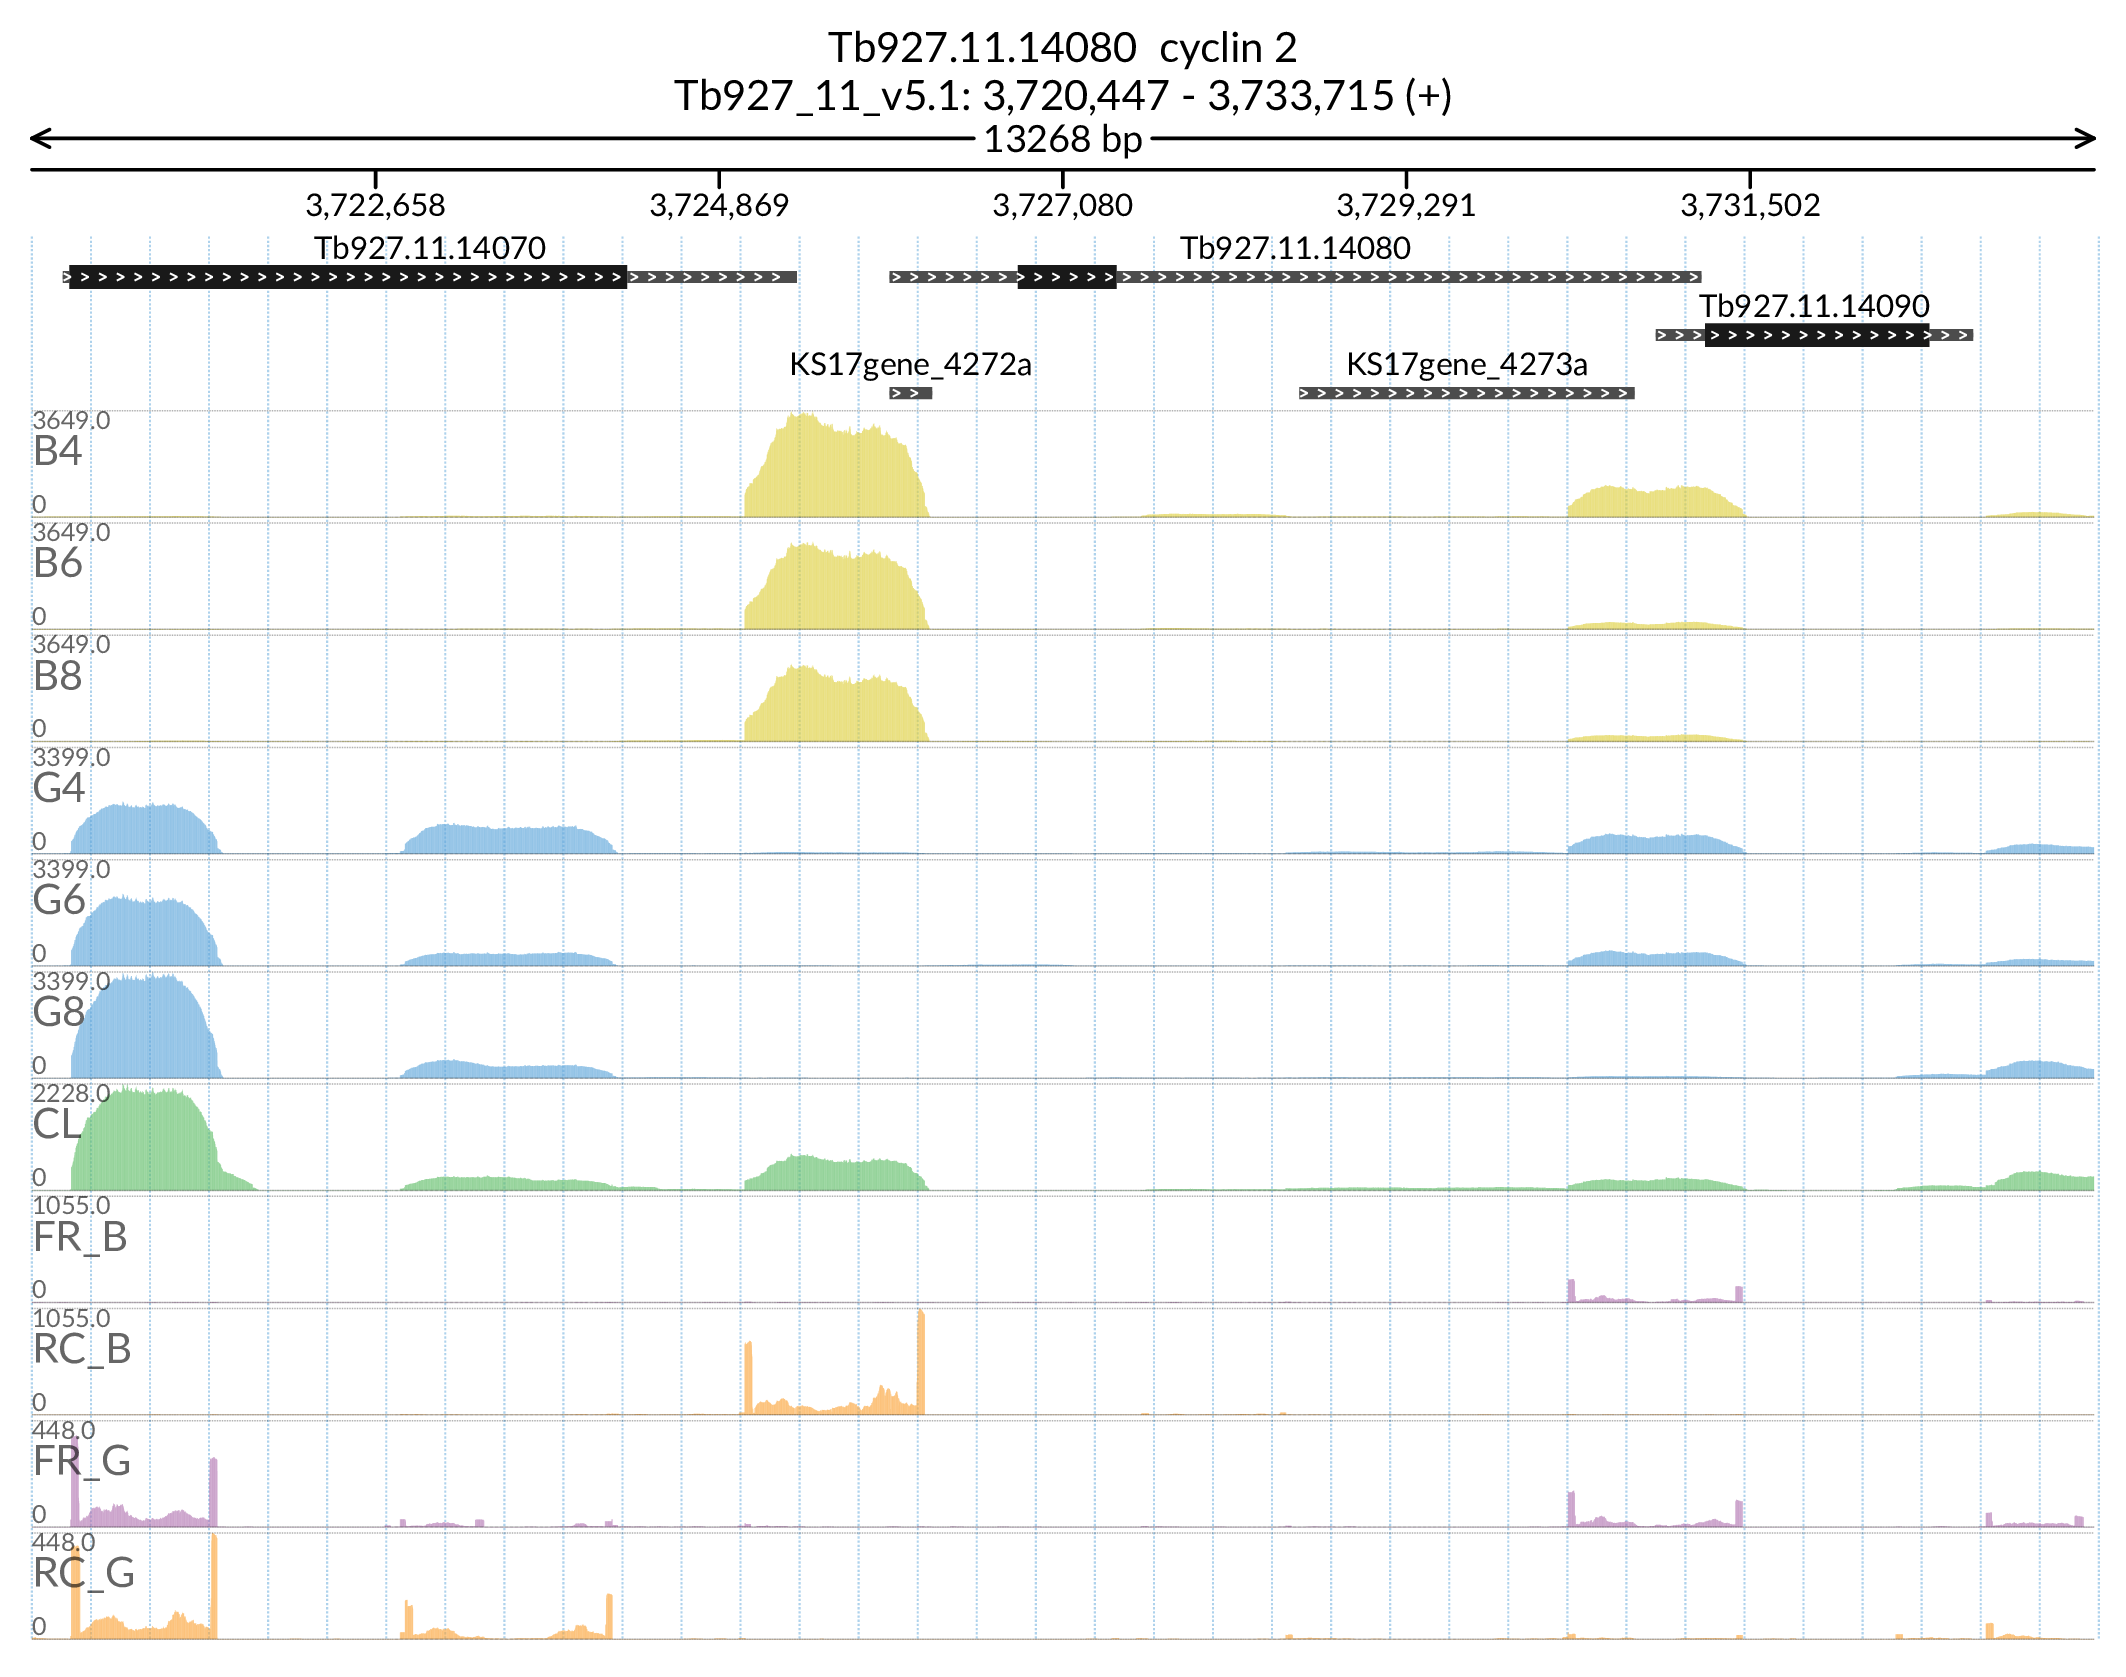 Tb927.11.14080 cyclin 2
Tb927_11_v5.1: 3,720,447 - 3,733,715 (+)
13268 bp
3,722,658 3,724,869 3,727,080 3,729,291 3,731,502
Tb927.11.14070 Tb927.11.14080
Tb927.11.14090
KS17gene_4272a KS17gene_4273a
3649.0
B4
0
3649.0
B6
0
3649.0
B8
0
3399.0
G4
0
3399.0
G6
0
3399.0
G8
0
2228.0
CL
0
1055.0
FR_B
0
1055.0
RC_B
0
448.0
FR_G
0
448.0
RC_G
0